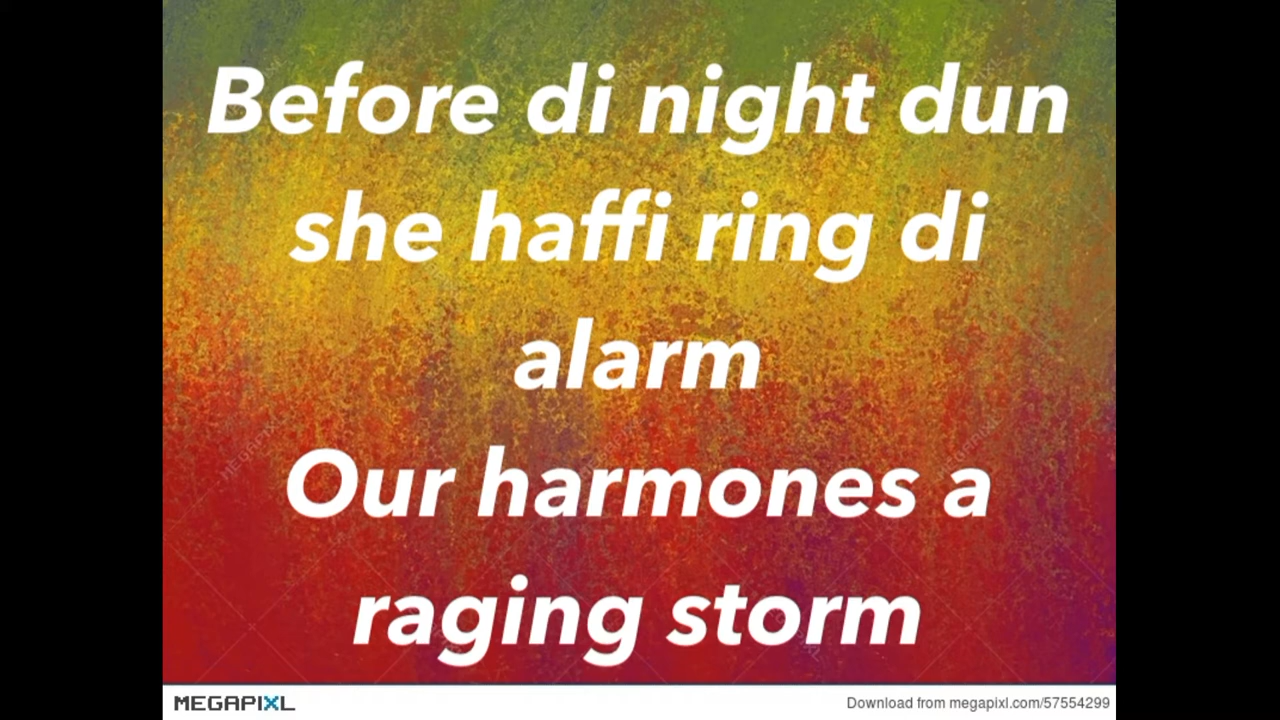 Before di night dun
she haffi ring di
alarm
Our harmones a
raging storm
MEGAPIXL
Download from megapixl.com/57554299